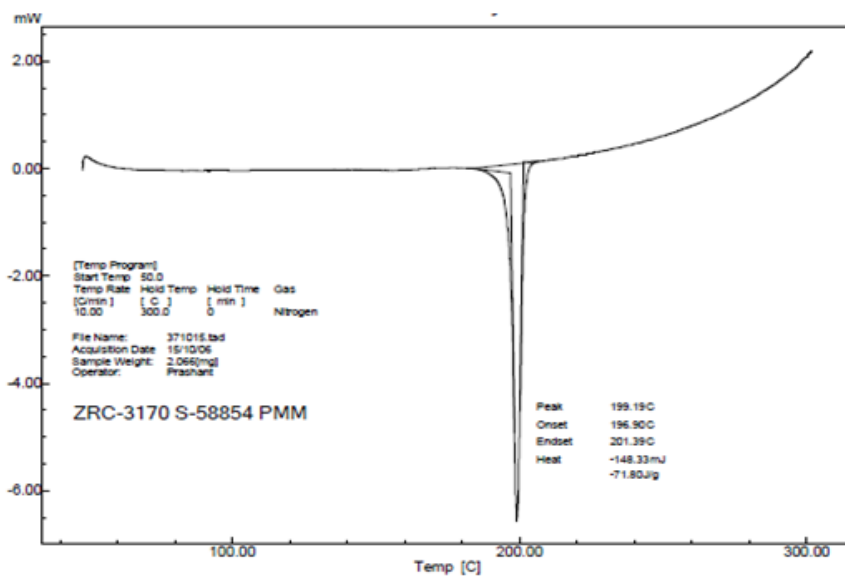 mW
2.00
0.00
-2.00
-4.00
-6.00
[Temp Program]
Start Temp 50.0
Temp Rate Hold Temp Hold Time Gas
[C/min ] [ C ] [ min ]
10.00 300.0 0 Nitrogen
File Name: 371015.tad
Acquisition Date 15/10/06
Sample Weight: 2.066[mg]
Operator: Prashant
ZRC-3170 S-58854 PMM
Peak 199.19C
Onset 196.90C
Endset 201.39C
Heat -148.33mJ
-71.80J/g
100.00 200.00 300.00
Temp [C]